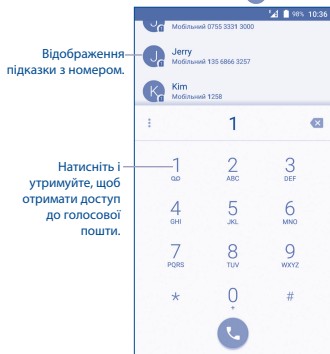 98% 10:36
Мобільний 0755 3331 3000
Відображення
підказки з номером.
J
Jerry
Мобільний 135 6866 3257
K
Kim
Мобільний 1258
1
Натисніть і
утримуйте, щоб
отримати доступ
до голосової
пошти.
1 2 3
ABC DEF
4 5 6
GHI JKL MNO
7 8 9
PQRS TUV WXYZ
* 0 #
+